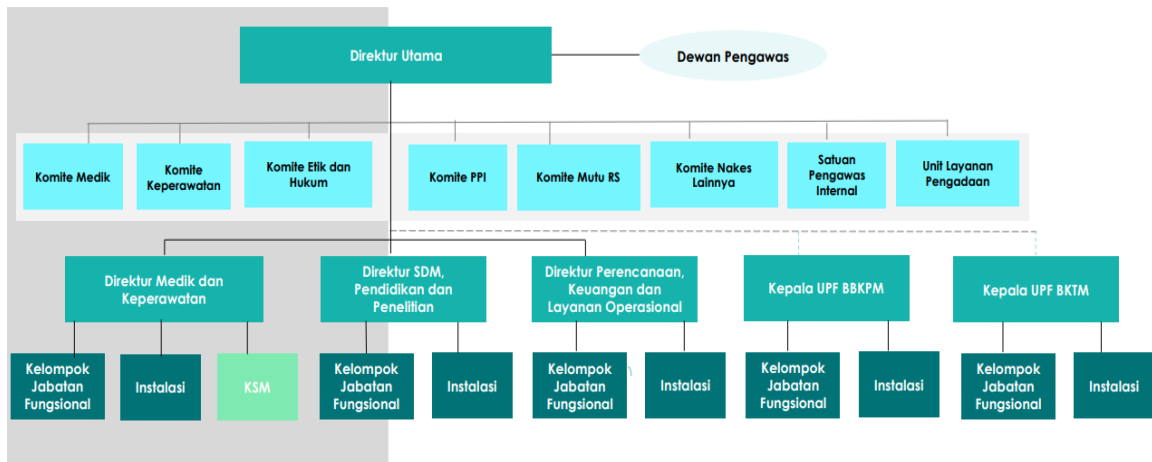 Direktur Utama
Dewan Pengawas
Komite Medik
Komite
Keperawatan
Komite Etik dan
Hukum
Komite PPI
Komite Mutu RS
Komite Nakes
Lainnya
Satuan
Pengawas
Internal
Unit Layanan
Pengadaan
Direktur Medik dan
Keperawatan
Direktur SDM,
Pendidikan dan
Penelitian
Direktur Perencanaan,
Keuangan dan
Layanan Operasional
Kepala UPF BBKPM
Kepala UPF BKTM
Kelompok
Jabatan
Fungsional
Instalasi
KSM
Kelompok
Jabatan
Fungsional
Instalasi
Kelompok
Jabatan
Fungsional
Instalasi
Kelompok
Jabatan
Fungsional
Instalasi
Kelompok
Jabatan
Fungsional
Instalasi